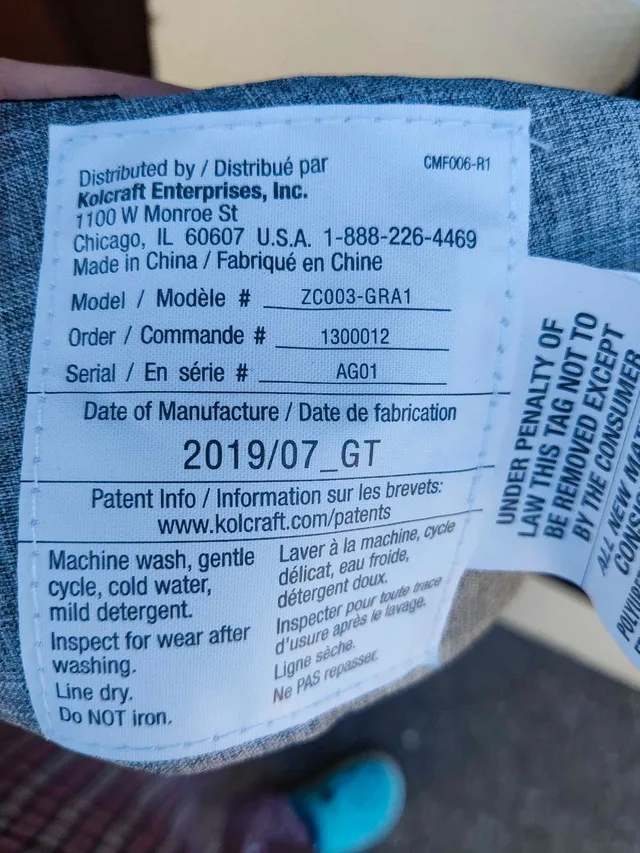 Distributed by / Distribué par
CMF006-R1
Kolcraft Enterprises, Inc.
1100 W Monroe St
Chicago, IL 60607 U.S.A. 1-888-226-4469
Made in China / Fabriqué en Chine
Model / Modèle # ZC003-GRA1
Order / Commande # 1300012
Serial / En série # AG01
Date of Manufacture / Date de fabrication
2019/07_GT
Patent Info / Information sur les brevets:
www.kolcraft.com/patents
Machine wash, gentle
cycle, cold water,
mild detergent.
Inspect for wear after
washing.
Line dry.
Do NOT iron.
Laver à la machine, cycle
délicat, eau froide,
détergent doux.
Inspecter pour toute trace
d'usure après le lavage.
Ligne sèche.
Ne PAS repasser.
UNDER PENALTY OF
LAW THIS TAG NOT TO
BE REMOVED EXCEPT
BY THE CONSUMER
ALL NEW